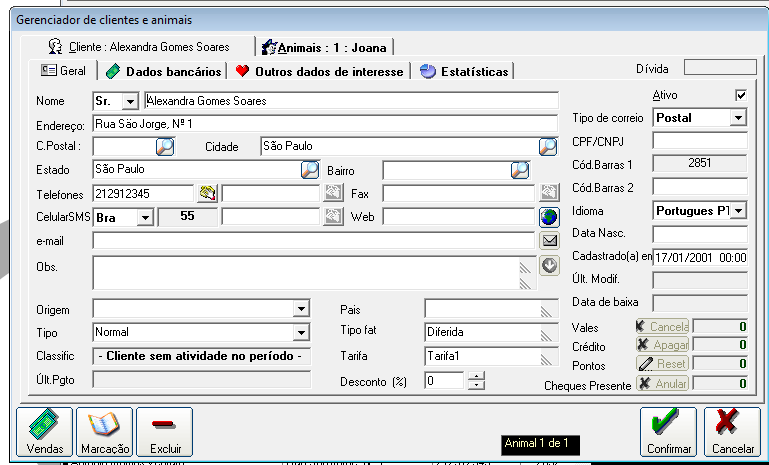 Gerenciador de clientes e animais
Cliente : Alexandra Gomes Soares
Animais : 1 : Joana
Geral
Dados bancários
Outros dados de interesse
Estatísticas
Dívida
Nome
Sr.
Alexandra Gomes Soares
Ativo
Endereço:
Rua São Jorge, Nº 1
Tipo de correio
Postal
C.Postal :
Cidade
São Paulo
CPF/CNPJ
Estado
São Paulo
Bairro
Cód.Barras 1
2851
Telefones
212912345
Fax
Cód.Barras 2
CelularSMS
Bra
55
Web
Idioma
Portugues P
e-mail
Data Nasc.
Obs.
Cadastrado(a) en
17/01/2001 00:00
Últ. Modif.
Data de baixa
Origem
Pais
Tipo
Normal
Tipo fat
Diferida
Vales
Cancela
0
Classific
- Cliente sem atividade no período -
Tarifa
Tarifa1
Crédito
Apagar
0
Últ.Pgto
Desconto (%)
0
Pontos
Reset
0
Cheques Presente
Anular
0
Vendas
Marcação
Excluir
Animal 1 de 1
Confirmar
Cancelar